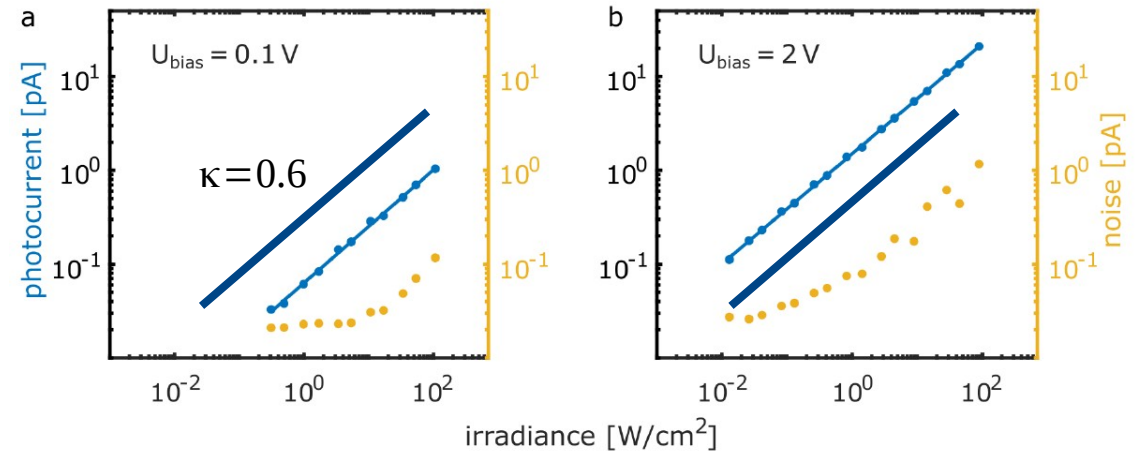 a
U_bias = 0.1 V
κ=0.6
photocurrent [pA]
10^1
10^0
10^-1
10^1
10^0
10^-1
10^-2
10^0
10^2
b
U_bias = 2 V
10^1
10^0
10^-1
10^1
10^0
10^-1
noise [pA]
10^-2
10^0
10^2
irradiance [W/cm^2]